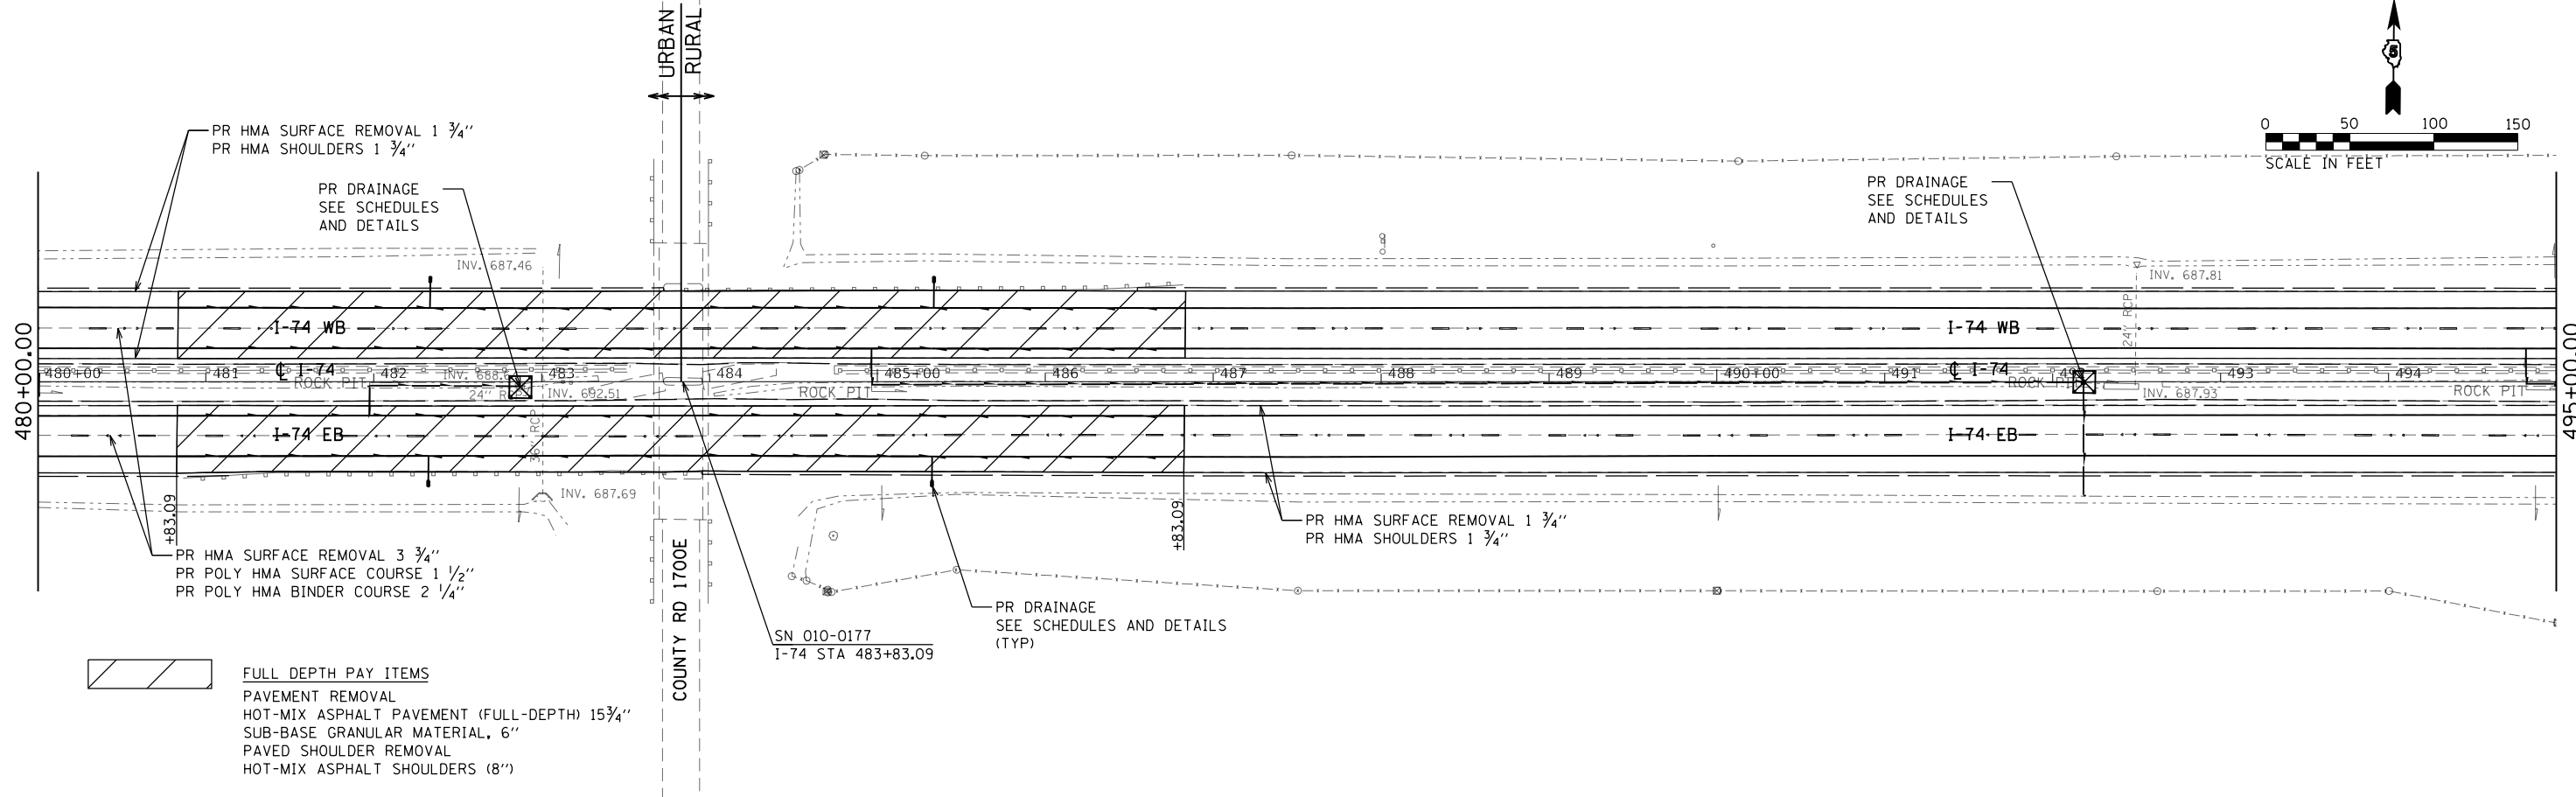 URBAN
RURAL
5
0 50 100 150
SCALE IN FEET
PR HMA SURFACE REMOVAL 1 3/4"
PR HMA SHOULDERS 1 3/4"
PR DRAINAGE
SEE SCHEDULES
AND DETAILS
PR DRAINAGE
SEE SCHEDULES
AND DETAILS
INV. 687.46
INV. 687.81
24" RCP
I-74 WB
I-74 WB
480+00.00
495+00.00
℄ I-74
℄ I-74
480+00 481 482 483 484 485+00 486 487 488 489 490+00 491 493 494
ROCK PIT
ROCK PIT
ROCK PIT
ROCK PIT
24"
INV. 692.51
INV. 687.93
36" RCP
I-74 EB
I-74 EB
INV. 687.69
+83.09
+83.09
PR HMA SURFACE REMOVAL 3 3/4"
PR POLY HMA SURFACE COURSE 1 1/2"
PR POLY HMA BINDER COURSE 2 1/4"
PR HMA SURFACE REMOVAL 1 3/4"
PR HMA SHOULDERS 1 3/4"
COUNTY RD 1700E
PR DRAINAGE
SEE SCHEDULES AND DETAILS
(TYP)
SN 010-0177
I-74 STA 483+83.09
FULL DEPTH PAY ITEMS
PAVEMENT REMOVAL
HOT-MIX ASPHALT PAVEMENT (FULL-DEPTH) 15 3/4"
SUB-BASE GRANULAR MATERIAL, 6"
PAVED SHOULDER REMOVAL
HOT-MIX ASPHALT SHOULDERS (8")